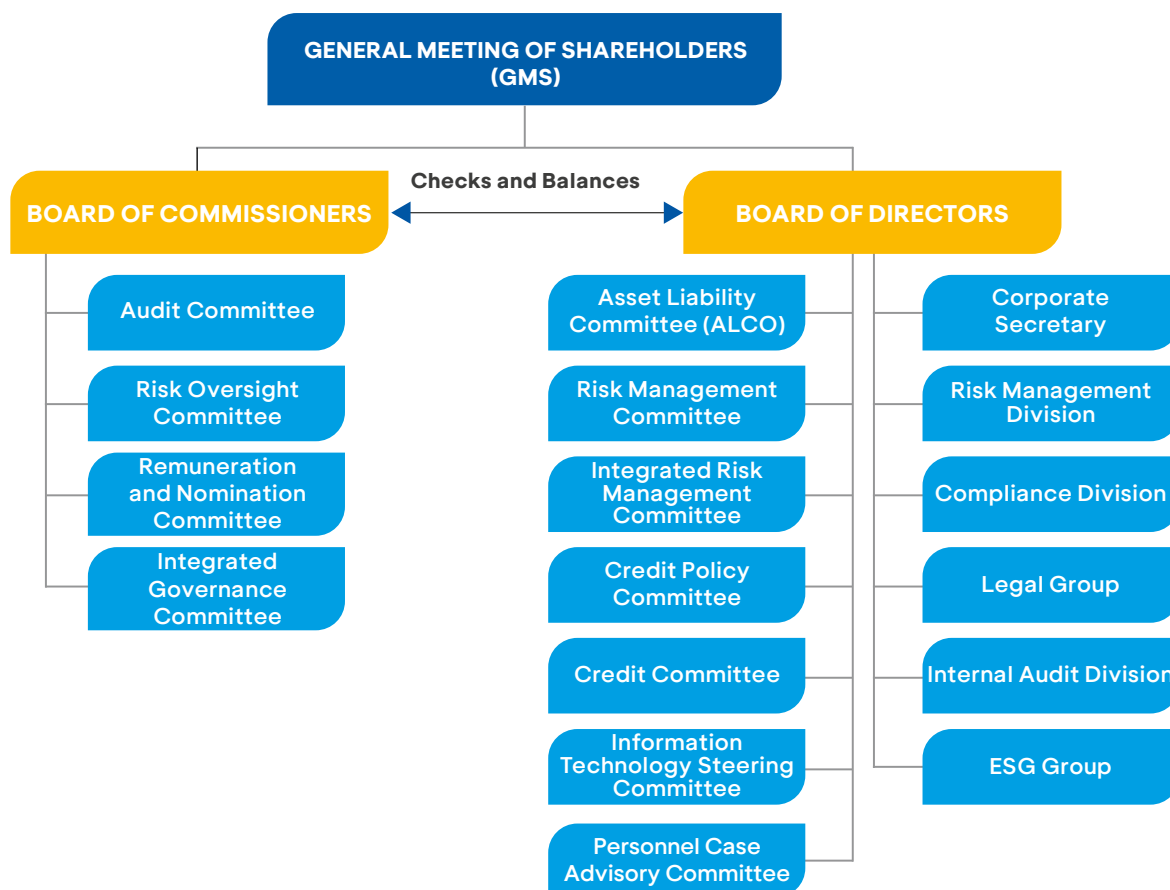 GENERAL MEETING OF SHAREHOLDERS
(GMS)
Checks and Balances
BOARD OF COMMISSIONERS
BOARD OF DIRECTORS
Audit Committee
Risk Oversight
Committee
Remuneration
and Nomination
Committee
Integrated
Governance
Committee
Asset Liability
Committee (ALCO)
Risk Management
Committee
Integrated Risk
Management
Committee
Credit Policy
Committee
Credit Committee
Information
Technology Steering
Committee
Personnel Case
Advisory Committee
Corporate
Secretary
Risk Management
Division
Compliance Division
Legal Group
Internal Audit Division
ESG Group